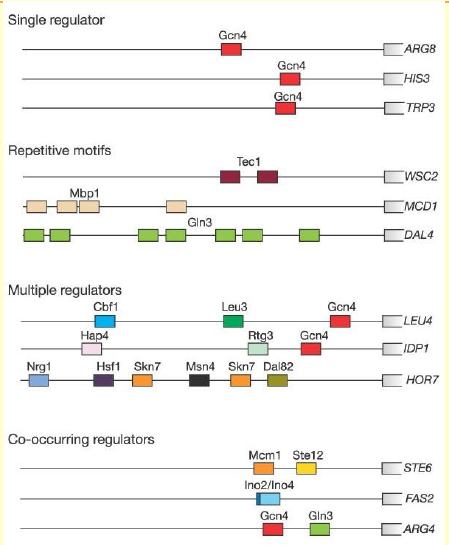 Single regulator
Gcn4
ARG8
Gcn4
HIS3
Gcn4
TRP3
Repetitive motifs
Tec1
WSC2
Mbp1
MCD1
Gln3
DAL4
Multiple regulators
Cbf1 Leu3 Gcn4
LEU4
Hap4 Rtg3 Gcn4
IDP1
Nrg1 Hsf1 Skn7 Msn4 Skn7 Dal82
HOR7
Co-occurring regulators
Mcm1 Ste12
STE6
Ino2/Ino4
FAS2
Gcn4 Gln3
ARG4